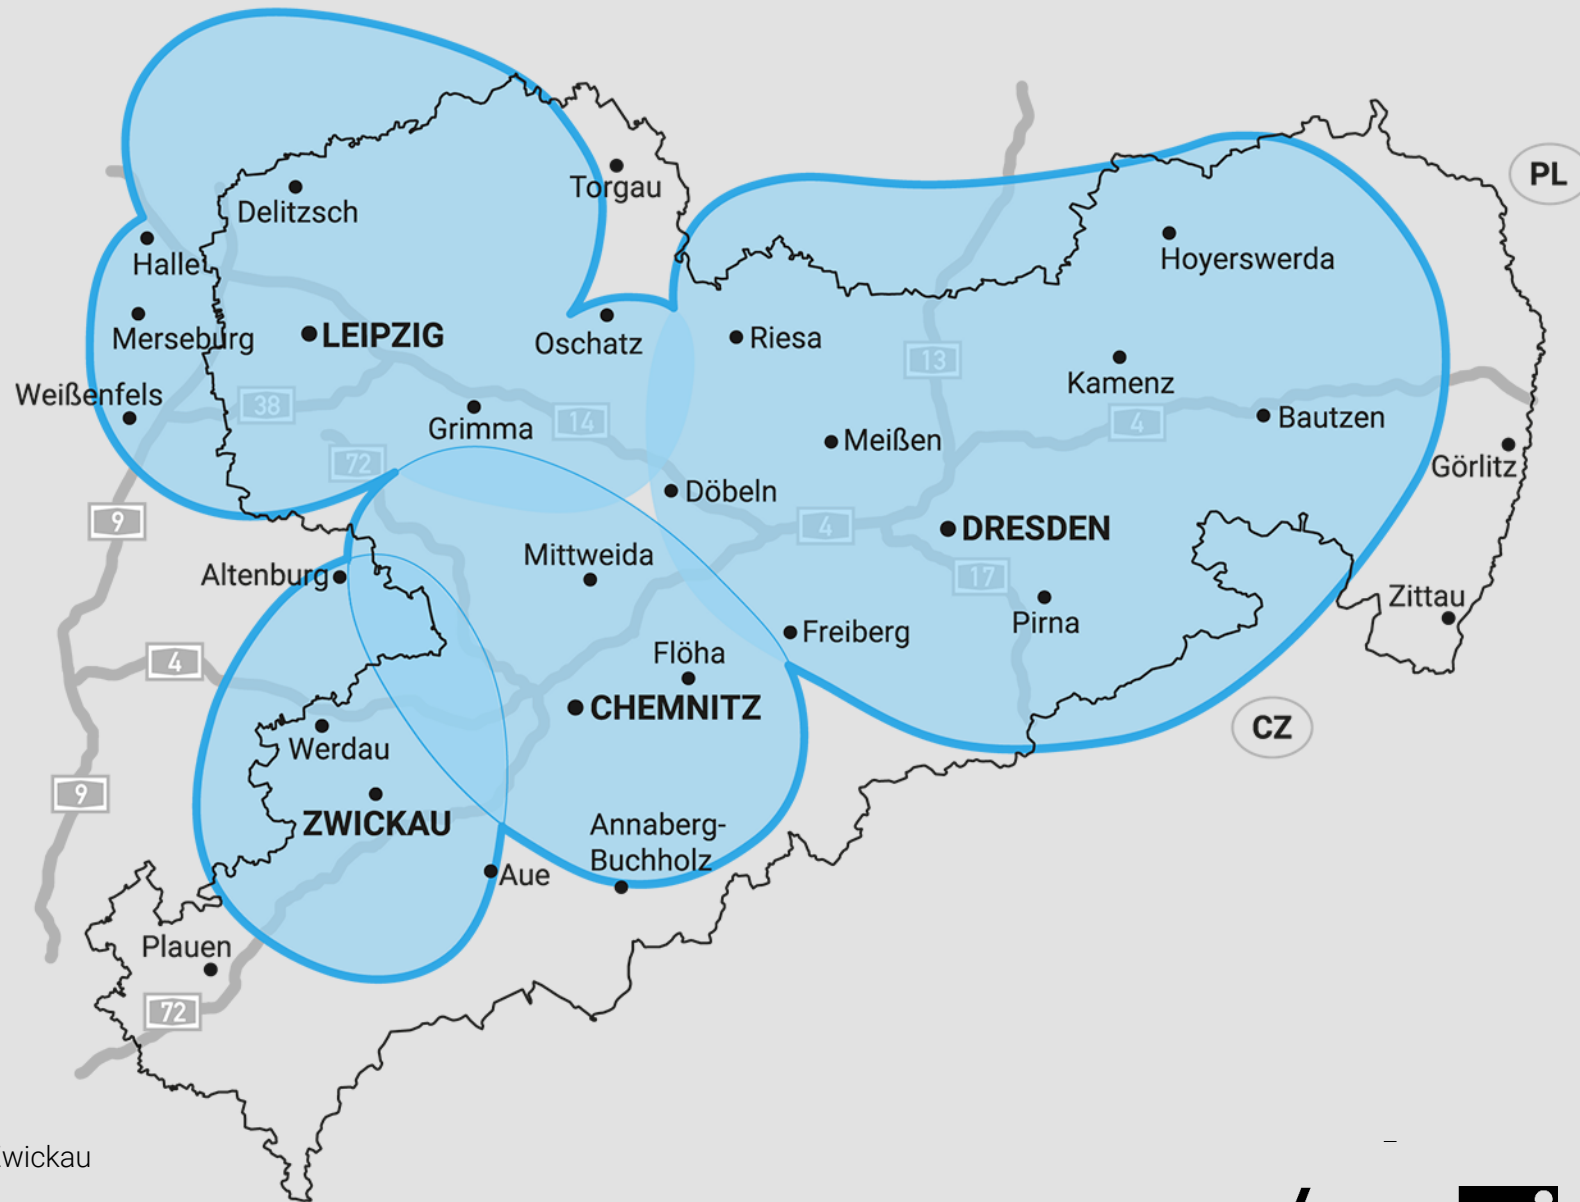 PL
Torgau
Delitzsch
Halle
Hoyerswerda
Merseburg
LEIPZIG
Oschatz
Riesa
13
Kamenz
Weißenfels
38
Grimma
14
4
Bautzen
Meißen
72
Görlitz
Döbeln
9
4
DRESDEN
Mittweida
Altenburg
17
Zittau
Pirna
Freiberg
4
Flöha
CHEMNITZ
CZ
Werdau
9
ZWICKAU
Annaberg-
Buchholz
Aue
Plauen
72
wickau